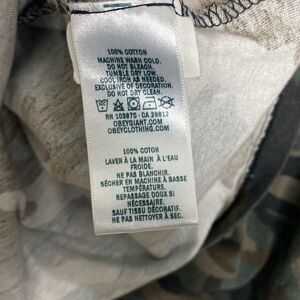 100% COTTON
MACHINE WASH COLD.
DO NOT BLEACH.
TUMBLE DRY LOW.
COOL IRON AS NEEDED.
EXCLUSIVE OF DECORATION.
DO NOT DRY CLEAN.
RN 103870 - CA 28812
OBEYGIANT.COM
OBEYCLOTHING.COM
100% COTON
LAVER À LA MAIN À L'EAU
FROIDE.
NE PAS BLANCHIR.
SÉCHER EN MACHINE À BASSE
TEMPÉRATURE.
REPASSAGE DOUX SI
NÉCESSAIRE.
SAUF TISSU DÉCORATIF.
NE PAS NETTOYER À SEC.